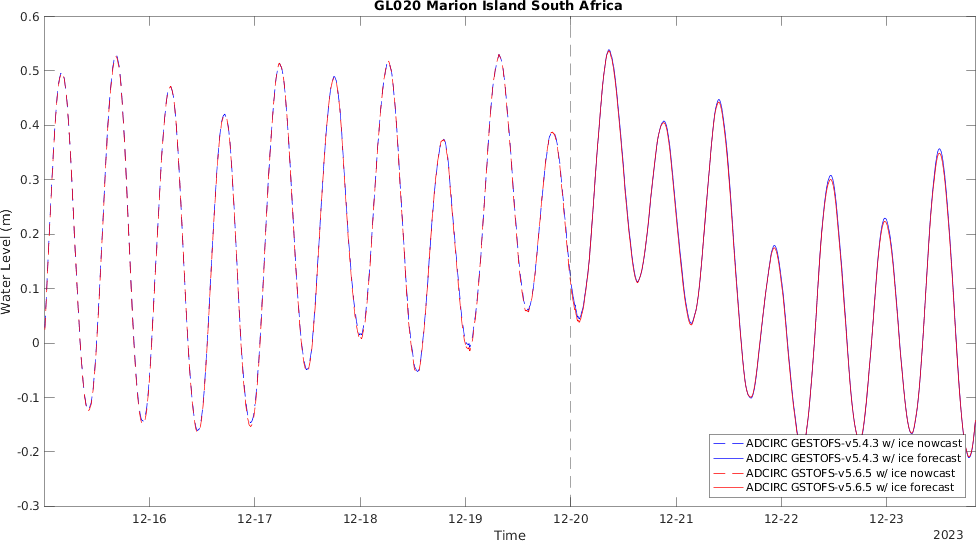 GL020 Marion Island South Africa
0.6
0.5
0.4
0.3
0.2
0.1
0
-0.1
-0.2
-0.3
Water Level (m)
12-16 12-17 12-18 12-19 12-20 12-21 12-22 12-23
Time
2023
ADCIRC GESTOFS-v5.4.3 w/ ice nowcast
ADCIRC GESTOFS-v5.4.3 w/ ice forecast
ADCIRC GSTOFS-v5.6.5 w/ ice nowcast
ADCIRC GSTOFS-v5.6.5 w/ ice forecast